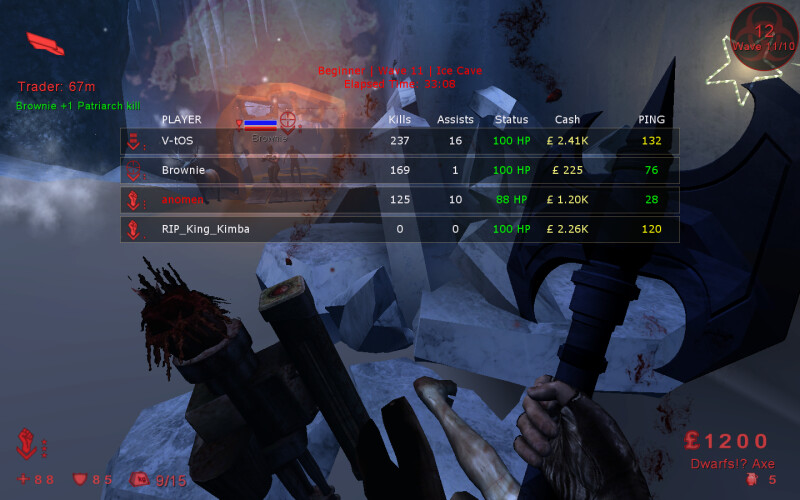 12
Wave 11/10
Trader: 67m
Brownie +1 Patriarch kill
Beginner | Wave 11 | Ice Cave
Elapsed Time: 33:08
PLAYER Kills Assists Status Cash PING
Brownie
V-tOS 237 16 100 HP £ 2.41K 132
Brownie 169 1 100 HP £ 225 76
125 10 88 HP £ 1.20K 28
RIP_King_Kimba 0 0 100 HP £ 2.26K 120
£1200
Dwarfs!? Axe
+88 85 9/15 5